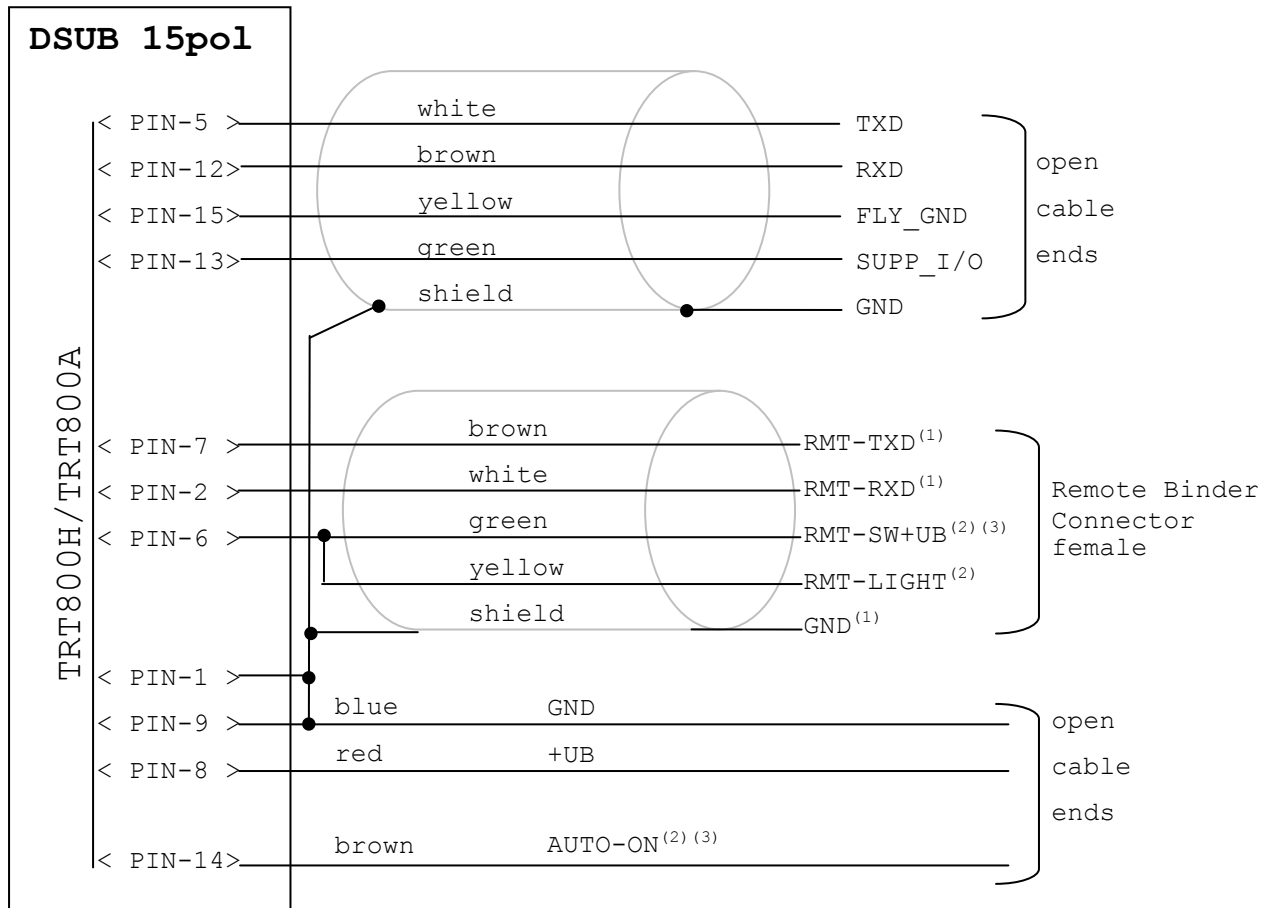 DSUB 15pol
TRT800H/TRT800A
< PIN-5 > white TXD
< PIN-12> brown RXD
< PIN-15> yellow FLY_GND
< PIN-13> green SUPP_I/O
shield GND
open
cable
ends
< PIN-7 > brown RMT-TXD(1)
< PIN-2 > white RMT-RXD(1)
< PIN-6 > green RMT-SW+UB(2)(3)
yellow RMT-LIGHT(2)
shield GND(1)
Remote Binder
Connector
female
< PIN-1 >
< PIN-9 > blue GND
< PIN-8 > red +UB
< PIN-14> brown AUTO-ON(2)(3)
open
cable
ends